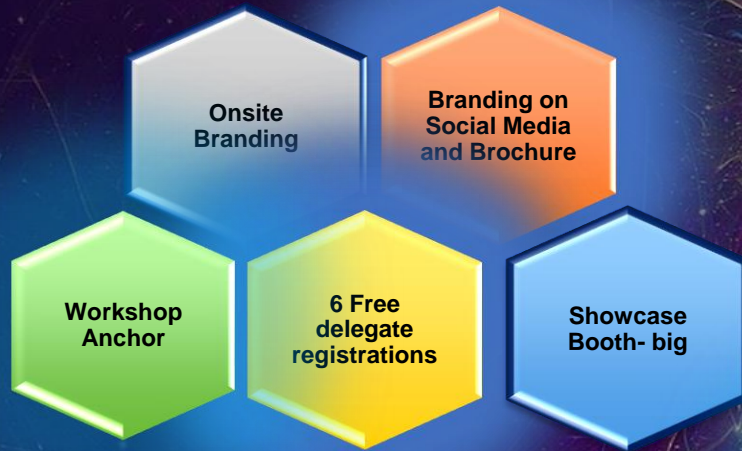 Onsite
Branding
Branding on
Social Media
and Brochure
Workshop
Anchor
6 Free
delegate
registrations
Showcase
Booth- big